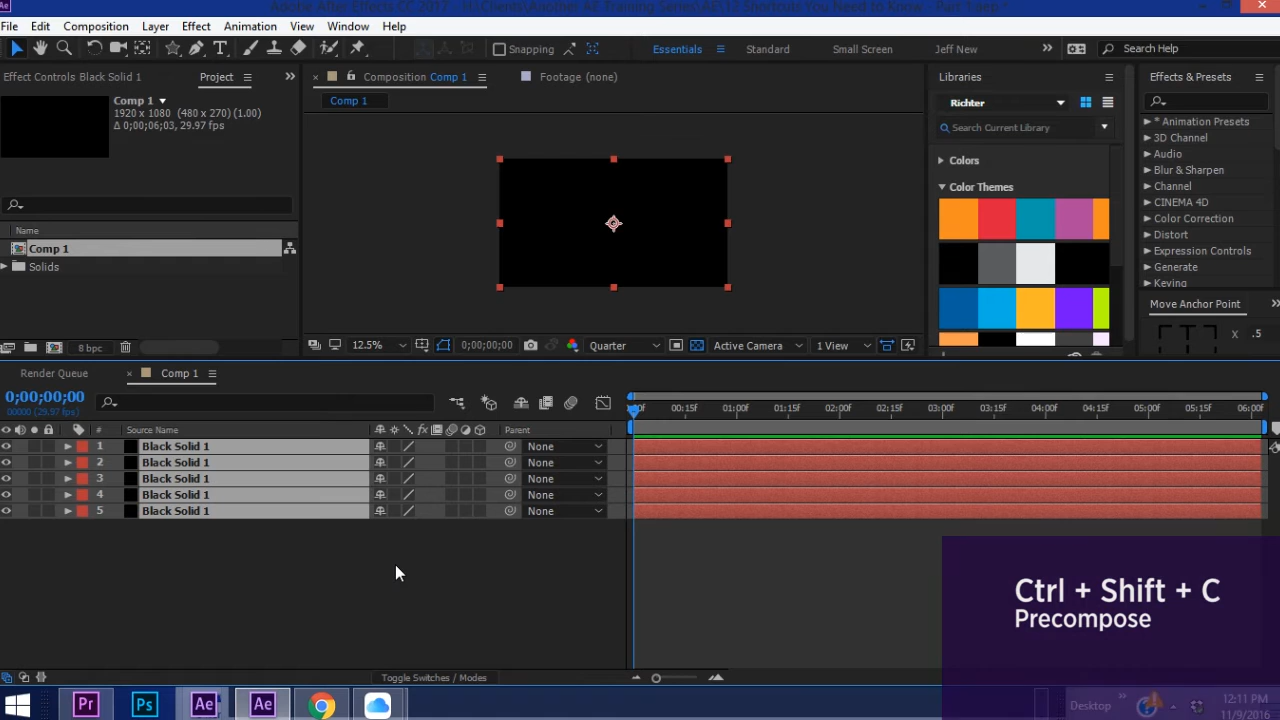 Adobe After Effects CC 2017 - U:\Clients\Another AE Training Series\AE\12 Shortcuts You Need to Know - Part 1.aep *
File Edit Composition Layer Effect Animation View Window Help
Snapping Essentials Standard Small Screen Jeff New Search Help
Effect Controls Black Solid 1 Project
Composition Comp 1 Footage (none)
Libraries
Effects & Presets
Comp 1
1920 x 1080 (480 x 270) (1.00)
Δ 0;00;06;03, 29.97 fps
Comp 1
Richter
Search Current Library
Colors
Color Themes
* Animation Presets
3D Channel
Audio
Blur & Sharpen
Channel
CINEMA 4D
Color Correction
Distort
Expression Controls
Generate
Keying
Move Anchor Point
X .5
Name
Comp 1
Solids
8 bpc
12.5% 0;00;00;00 Quarter Active Camera 1 View
Render Queue Comp 1
0;00;00;00
00000 (29.97 fps)
:00f 00:15f 01:00f 01:15f 02:00f 02:15f 03:00f 03:15f 04:00f 04:15f 05:00f 05:15f 06:00f
# Source Name fx Parent
1 Black Solid 1 None
2 Black Solid 1 None
3 Black Solid 1 None
4 Black Solid 1 None
5 Black Solid 1 None
Ctrl + Shift + C
Precompose
Toggle Switches / Modes
Pr Ps Ae Ae
Desktop
12:11 PM
11/9/2016